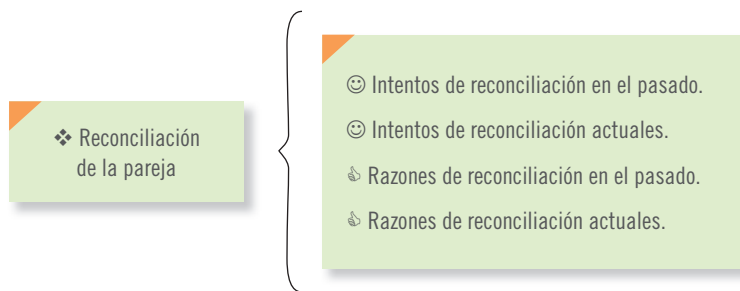 ❖ Reconciliación
de la pareja
☺ Intentos de reconciliación en el pasado.
☺ Intentos de reconciliación actuales.
👍 Razones de reconciliación en el pasado.
👍 Razones de reconciliación actuales.